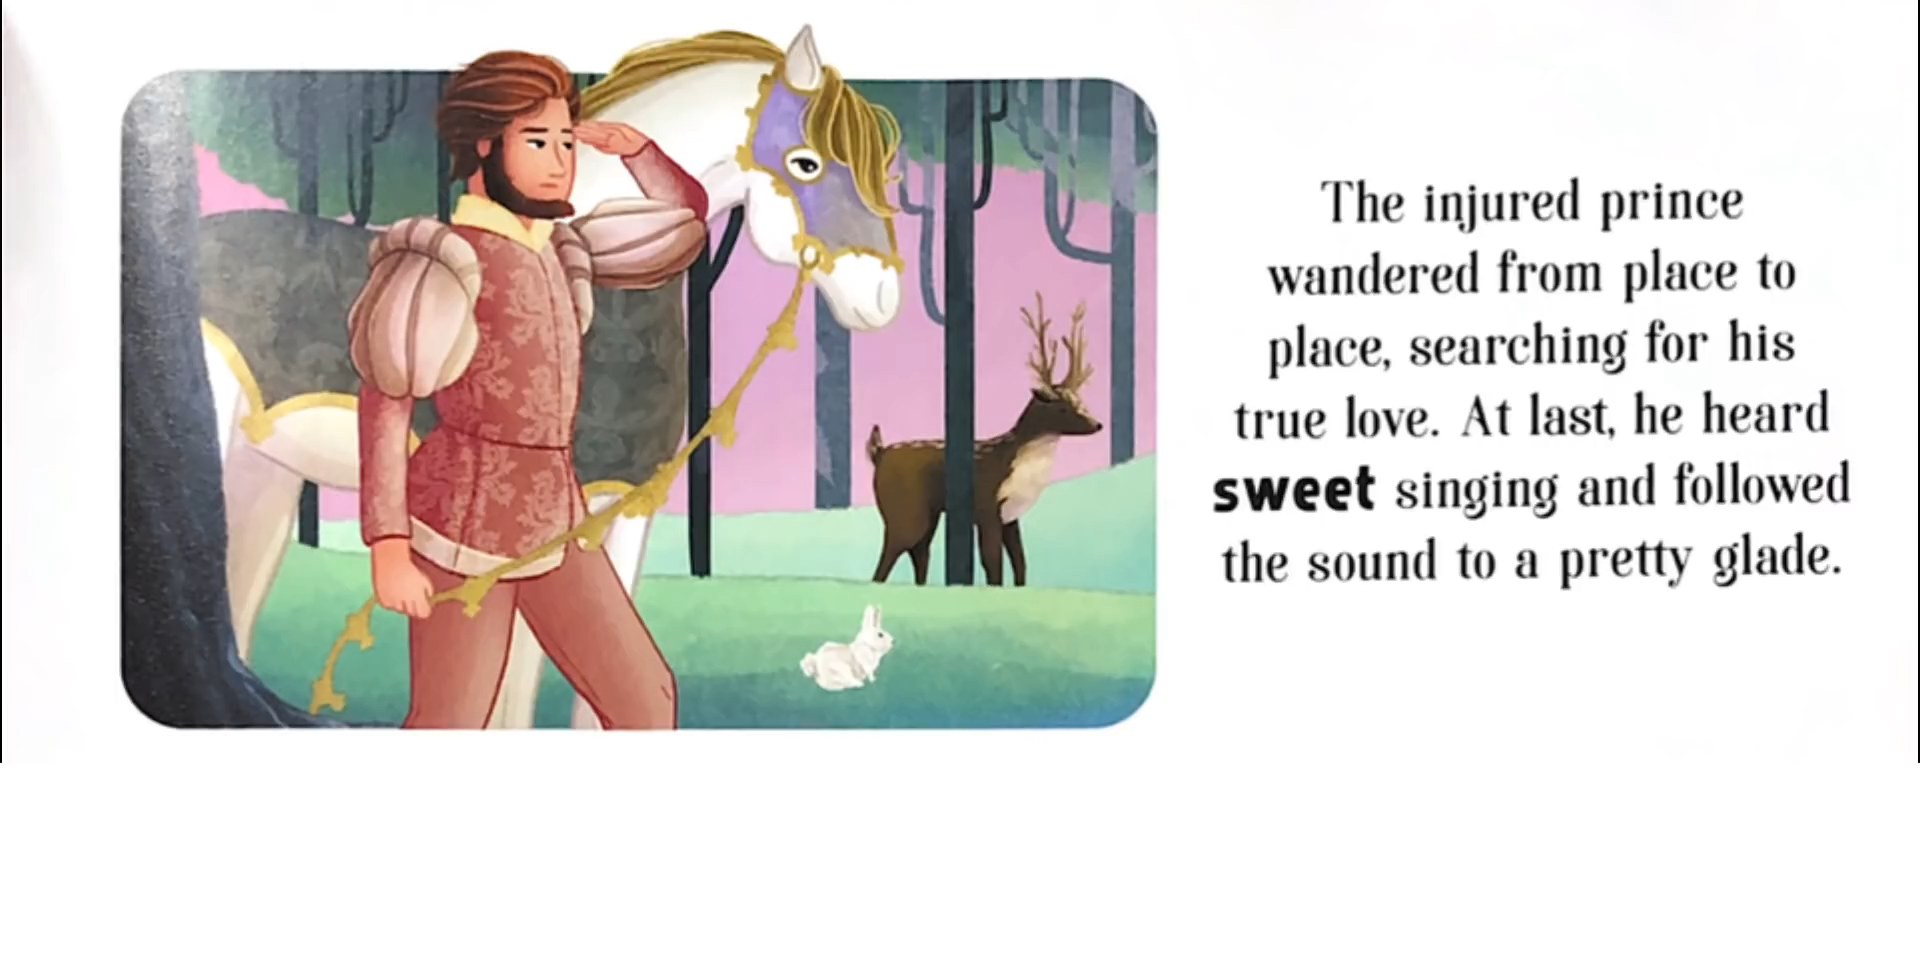 The injured prince
wandered from place to
place, searching for his
true love. At last, he heard
sweet singing and followed
the sound to a pretty glade.